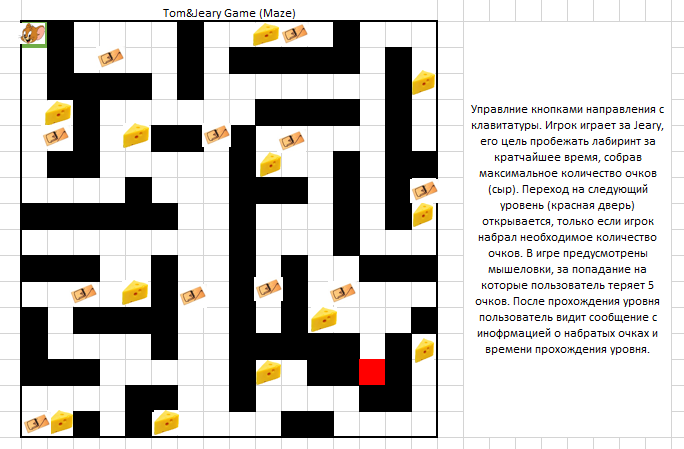 Tom&Jeary Game (Maze)
Управлние кнопками направления с
клавитатуры. Игрок играет за Jeary,
его цель пробежать лабиринт за
кратчайшее время, собрав
максимальное количество очков
(сыр). Переход на следующий
уровень (красная дверь)
открывается, только если игрок
набрал необходимое количество
очков. В игре предусмотрены
мышеловки, за попадание на
которые пользователь теряет 5
очков. После прохождения уровня
пользователь видит сообщение с
инофрмацией о набратых очках и
времени прохождения уровня.